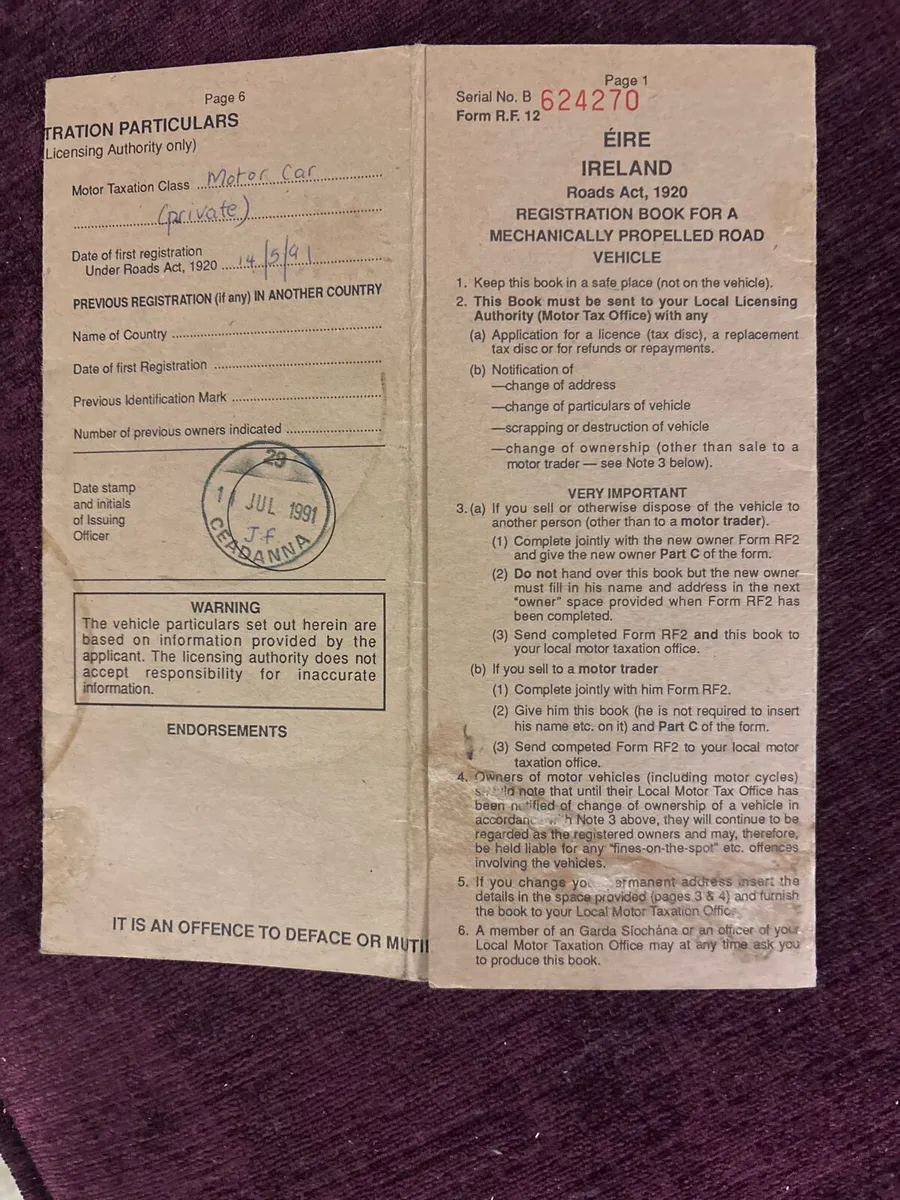 Page 6
TRATION PARTICULARS
Licensing Authority only)
Motor Taxation Class Motor Car
(private)
Date of first registration
Under Roads Act, 1920 14/5/91
PREVIOUS REGISTRATION (if any) IN ANOTHER COUNTRY
Name of Country
Date of first Registration
Previous Identification Mark
Number of previous owners indicated
Date stamp
and initials
of Issuing
Officer
29
JUL 1991
J.F.
CEADANNA
WARNING
The vehicle particulars set out herein are
based on information provided by the
applicant. The licensing authority does not
accept responsibility for inaccurate
information.
ENDORSEMENTS
IT IS AN OFFENCE TO DEFACE OR MUTI
Page 1
Serial No. B 624270
Form R.F. 12
ÉIRE
IRELAND
Roads Act, 1920
REGISTRATION BOOK FOR A
MECHANICALLY PROPELLED ROAD
VEHICLE
1. Keep this book in a safe place (not on the vehicle).
2. This Book must be sent to your Local Licensing
Authority (Motor Tax Office) with any
(a) Application for a licence (tax disc), a replacement
tax disc or for refunds or repayments.
(b) Notification of
—change of address
—change of particulars of vehicle
—scrapping or destruction of vehicle
—change of ownership (other than sale to a
motor trader — see Note 3 below).
VERY IMPORTANT
3. (a) If you sell or otherwise dispose of the vehicle to
another person (other than to a motor trader).
(1) Complete jointly with the new owner Form RF2
and give the new owner Part C of the form.
(2) Do not hand over this book but the new owner
must fill in his name and address in the next
"owner" space provided when Form RF2 has
been completed.
(3) Send completed Form RF2 and this book to
your local motor taxation office.
(b) If you sell to a motor trader
(1) Complete jointly with him Form RF2.
(2) Give him this book (he is not required to insert
his name etc. on it) and Part C of the form.
(3) Send competed Form RF2 to your local motor
taxation office.
4. Owners of motor vehicles (including motor cycles)
should note that until their Local Motor Tax Office has
been notified of change of ownership of a vehicle in
Note 3 above, they will continue to be
regarded as the registered owners and may, therefore,
be held liable for any "fines-on-the-spot" etc. offences
involving the vehicles.
5. If you change permanent address insert the
details in the space provided (pages 3 & 4) and furnish
the book to your Local Motor Taxation Office
6. A member of an Garda Síochána or an officer of your
Local Motor Taxation Office may at any time ask you
to produce this book.